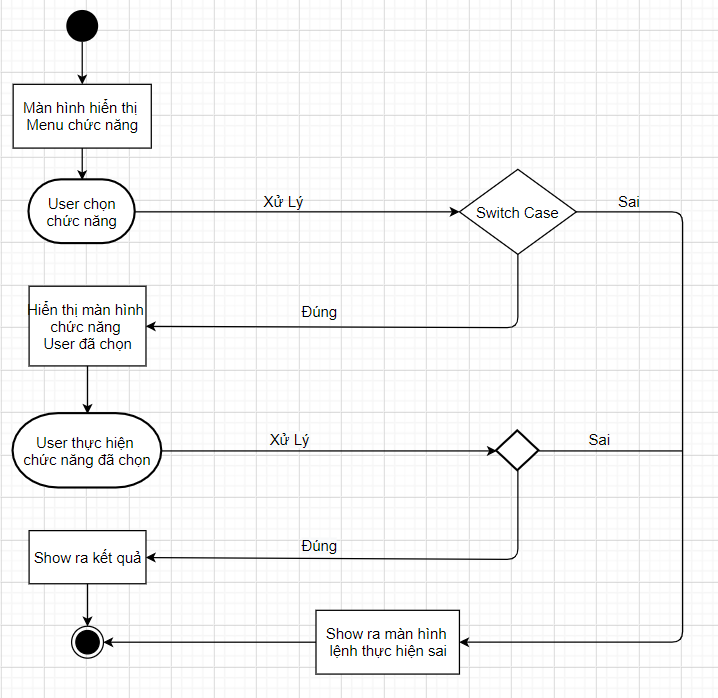 Màn hình hiển thị
Menu chức năng
User chọn
chức năng
Xử Lý
Switch Case
Sai
Đúng
Hiển thị màn hình
chức năng
User đã chọn
User thực hiện
chức năng đã chọn
Xử Lý
Sai
Đúng
Show ra kết quả
Show ra màn hình
lệnh thực hiện sai